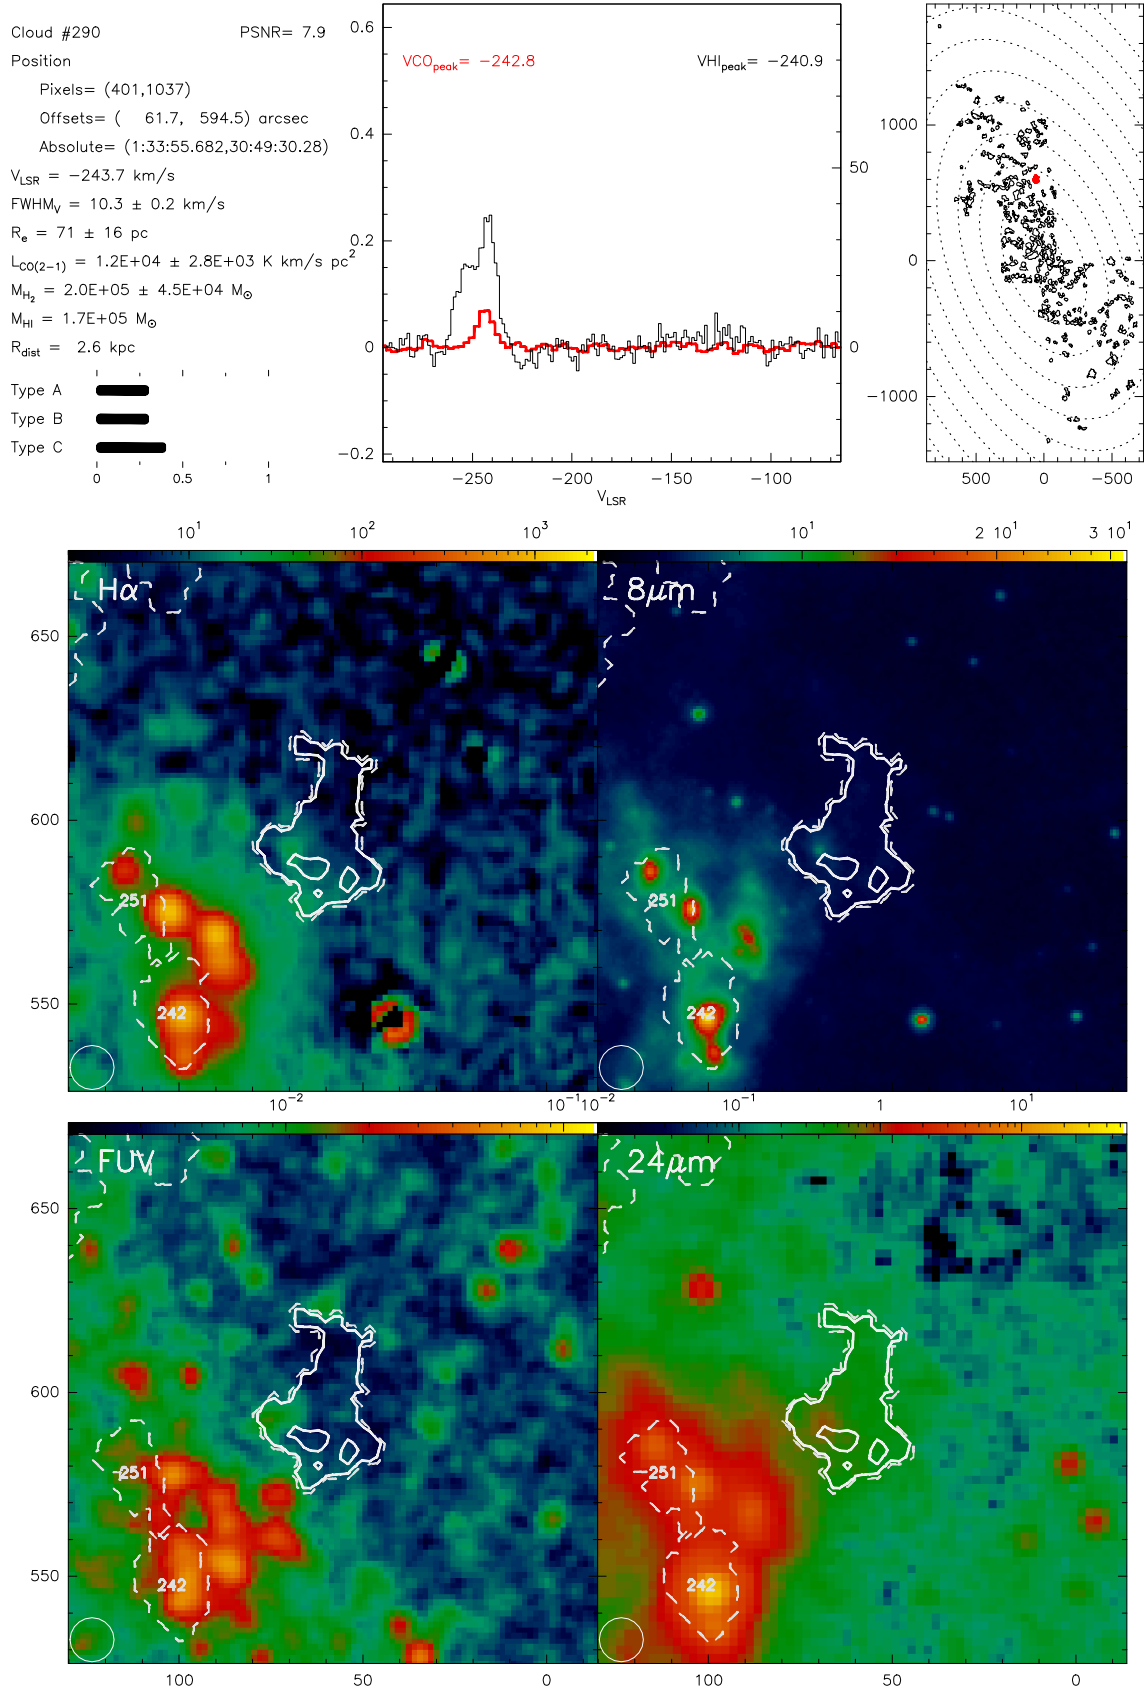 Cloud #290 PSNR= 7.9
Position
Pixels= (401,1037)
Offsets= ( 61.7, 594.5) arcsec
Absolute= (1:33:55.682,30:49:30.28)
V_LSR = −243.7 km/s
FWHM_V = 10.3 ± 0.2 km/s
R_e = 71 ± 16 pc
L_CO(2−1) = 1.2E+04 ± 2.8E+03 K km/s pc²
M_H₂ = 2.0E+05 ± 4.5E+04 M_⊙
M_HI = 1.7E+05 M_⊙
R_dist = 2.6 kpc
Type A
Type B
Type C
0 0.5 1
VCO_peak= −242.8 VHI_peak= −240.9
0.6
0.4
0.2
0
−0.2
50
0
−250 −200 −150 −100
V_LSR
1000
0
−1000
500 0 −500
10¹ 10² 10³ 10¹ 2 10¹ 3 10¹
Hα 8μm
650
600
550
251 251
242 242
10⁻² 10⁻¹ 10⁻² 10⁻¹ 1 10¹
FUV 24μm
650
600
550
251 251
242 242
100 50 0 100 50 0